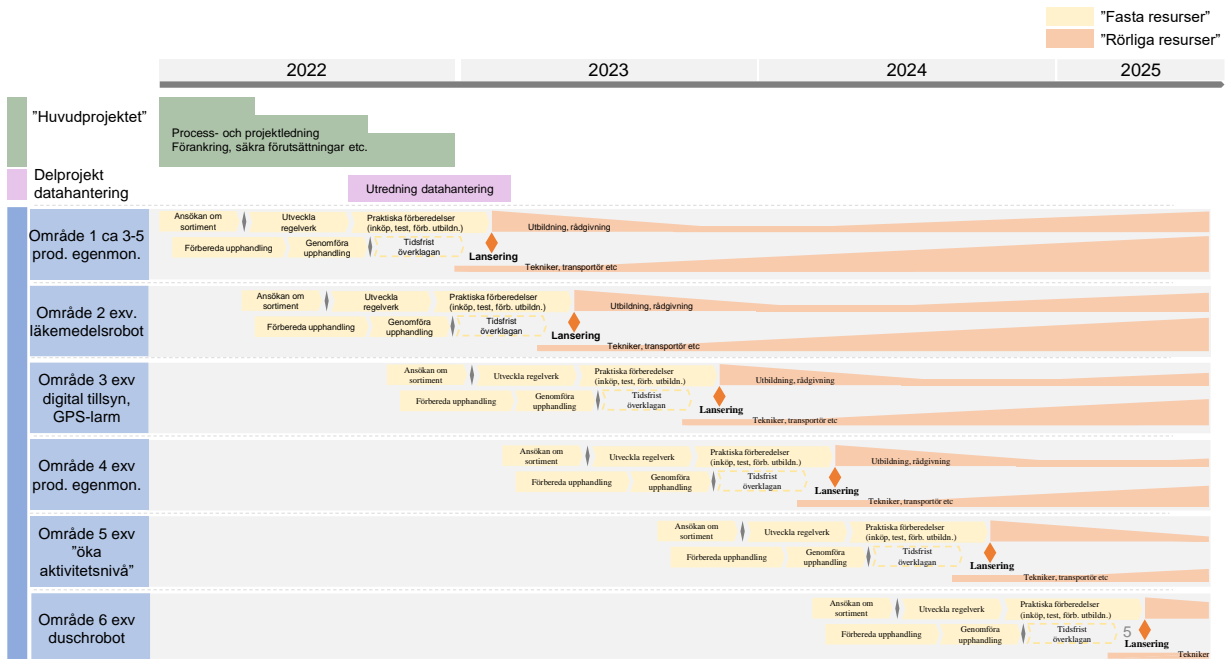 ”Fasta resurser”
”Rörliga resurser”
2022
2023
2024
2025
”Huvudprojektet”
Process- och projektledning
Förankring, säkra förutsättningar etc.
Delprojekt
datahantering
Utredning datahantering
Område 1 ca 3-5
prod. egenmon.
Ansökan om
sortiment
Utveckla
regelverk
Praktiska förberedelser
(inköp, test, förb. utbildn.)
Utbildning, rådgivning
Förbereda upphandling
Genomföra
upphandling
Tidsfrist
överklagan
Lansering
Tekniker, transportör etc
Område 2 exv.
läkemedelsrobot
Ansökan om
sortiment
Utveckla
regelverk
Praktiska förberedelser
(inköp, test, förb. utbildn.)
Utbildning, rådgivning
Förbereda upphandling
Genomföra
upphandling
Tidsfrist
överklagan
Lansering
Tekniker, transportör etc
Område 3 exv
digital tillsyn,
GPS-larm
Ansökan om
sortiment
Utveckla regelverk
Praktiska förberedelser
(inköp, test, förb. utbildn.)
Utbildning, rådgivning
Förbereda upphandling
Genomföra
upphandling
Tidsfrist
överklagan
Lansering
Tekniker, transportör etc
Område 4 exv
prod. egenmon.
Ansökan om
sortiment
Utveckla regelverk
Praktiska förberedelser
(inköp, test, förb. utbildn.)
Utbildning, rådgivning
Förbereda upphandling
Genomföra
upphandling
Tidsfrist
överklagan
Lansering
Tekniker, transportör etc
Område 5 exv
”öka
aktivitetsnivå”
Ansökan om
sortiment
Utveckla regelverk
Praktiska förberedelser
(inköp, test, förb. utbildn.)
Förbereda upphandling
Genomföra
upphandling
Tidsfrist
överklagan
Lansering
Tekniker, transportör etc
Område 6 exv
duschrobot
Ansökan om
sortiment
Utveckla regelverk
Praktiska förberedelser
(inköp, test, förb. utbildn.)
Förbereda upphandling
Genomföra
upphandling
Tidsfrist
överklagan
5
Lansering
Tekniker